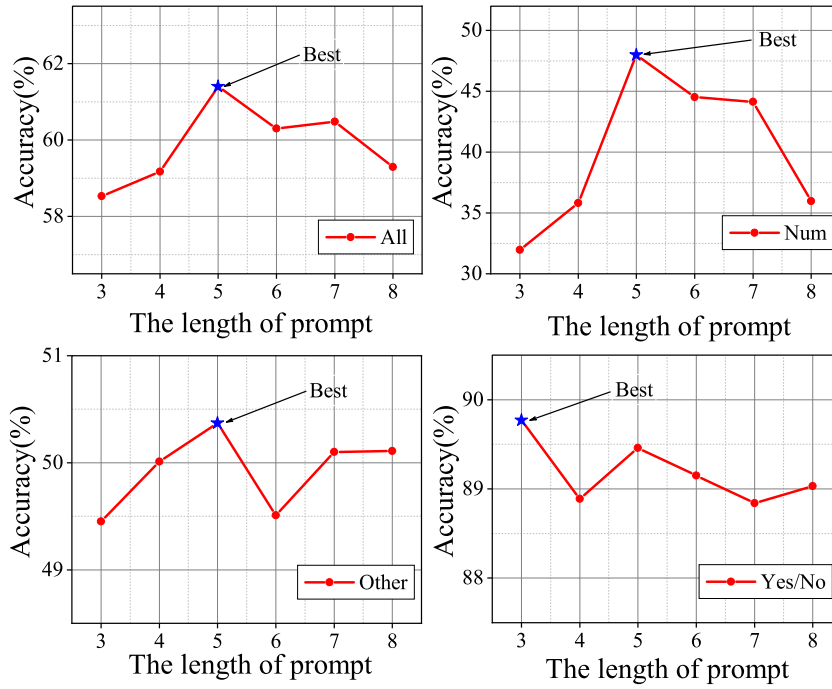 Accuracy(%)
62
60
58
Best
All
3 4 5 6 7 8
The length of prompt
Accuracy(%)
50
45
40
35
30
Best
Num
3 4 5 6 7 8
The length of prompt
Accuracy(%)
51
50
49
Best
Other
3 4 5 6 7 8
The length of prompt
Accuracy(%)
90
89
88
Best
Yes/No
3 4 5 6 7 8
The length of prompt